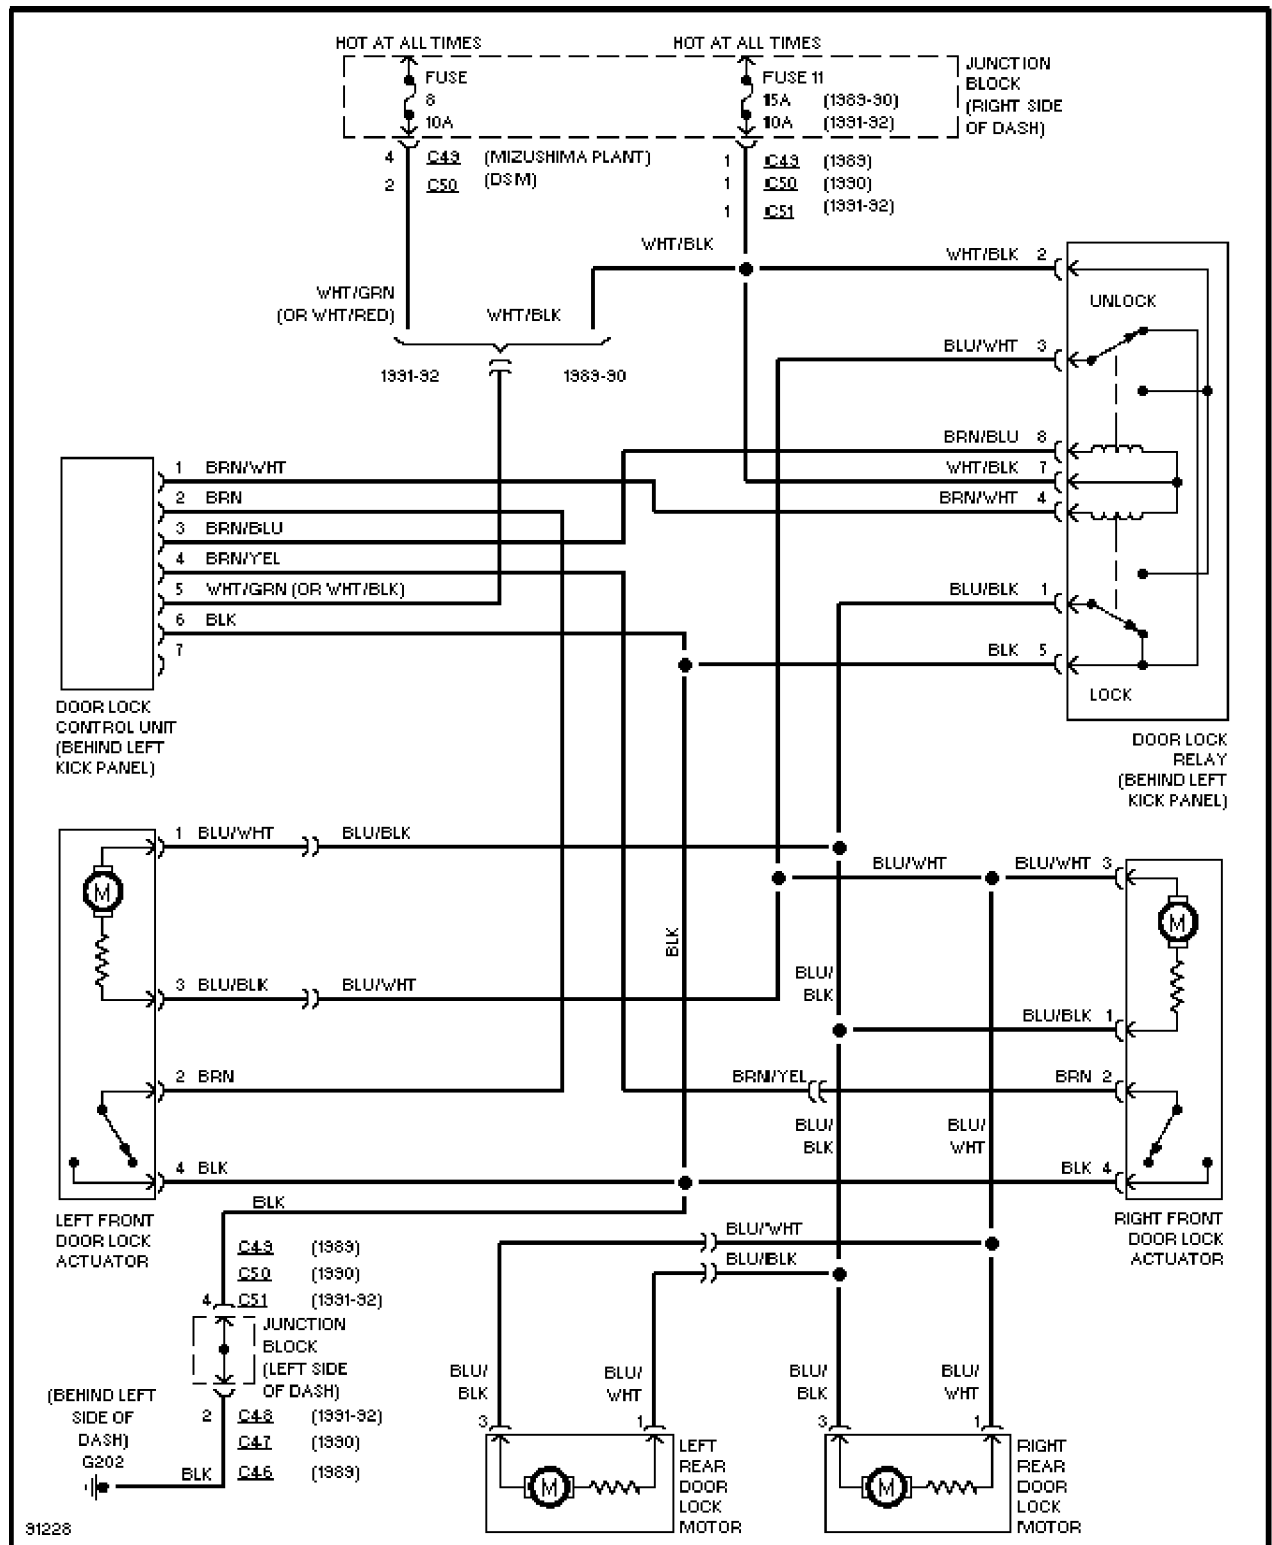 HOT AT ALL TIMES
HOT AT ALL TIMES
FUSE
8
10A
FUSE 11
15A (1989-90)
10A (1991-92)
JUNCTION
BLOCK
(RIGHT SIDE
OF DASH)
4 C49 (MIZUSHIMA PLANT)
2 C50 (DSM)
1 C49 (1989)
1 C50 (1990)
1 C51 (1991-92)
WHT/BLK
WHT/BLK 2
WHT/GRN
(OR WHT/RED)
WHT/BLK
1991-92
1989-90
UNLOCK
BLU/WHT 3
BRN/BLU 8
WHT/BLK 7
BRN/WHT 4
BLU/BLK 1
BLK 5
LOCK
DOOR LOCK
RELAY
(BEHIND LEFT
KICK PANEL)
1 BRN/WHT
2 BRN
3 BRN/BLU
4 BRN/YEL
5 WHT/GRN (OR WHT/BLK)
6 BLK
7
DOOR LOCK
CONTROL UNIT
(BEHIND LEFT
KICK PANEL)
1 BLU/WHT BLU/BLK
M
3 BLU/BLK BLU/WHT
2 BRN
4 BLK
LEFT FRONT
DOOR LOCK
ACTUATOR
BLK
BLU/WHT
BLU/WHT 3
M
BLU/
BLK
BLU/BLK 1
BRN/YEL
BRN 2
BLU/
BLK
BLU/
WHT
BLK 4
RIGHT FRONT
DOOR LOCK
ACTUATOR
BLK
C49 (1989)
C50 (1990)
4 C51 (1991-92)
JUNCTION
BLOCK
(LEFT SIDE
OF DASH)
2 C48 (1991-92)
C47 (1990)
C46 (1989)
(BEHIND LEFT
SIDE OF
DASH)
G202
BLK
BLU/WHT
BLU/BLK
BLU/
BLK
3
BLU/
WHT
1
BLU/
BLK
3
BLU/
WHT
1
M
LEFT
REAR
DOOR
LOCK
MOTOR
M
RIGHT
REAR
DOOR
LOCK
MOTOR
91228